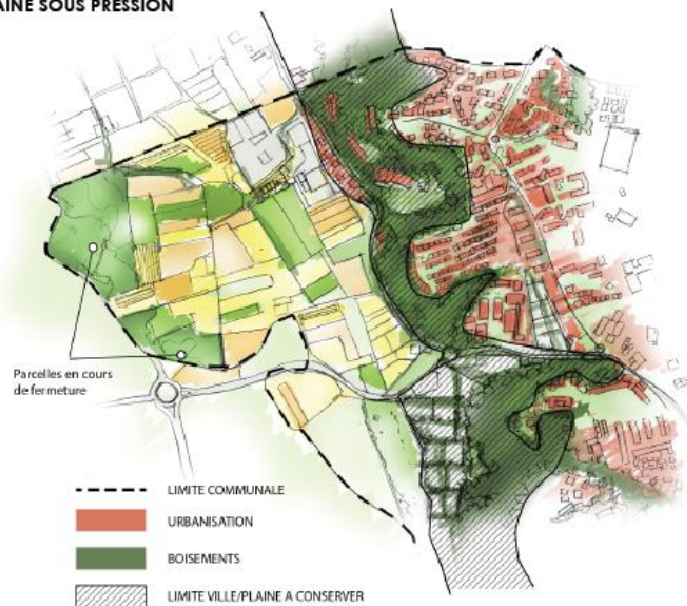 AINE SOUS PRESSION
Parcelles en cours
de fermeture
LIMITE COMMUNALE
URBANISATION
BOISEMENTS
LIMITE VILLE/PLAINE A CONSERVER